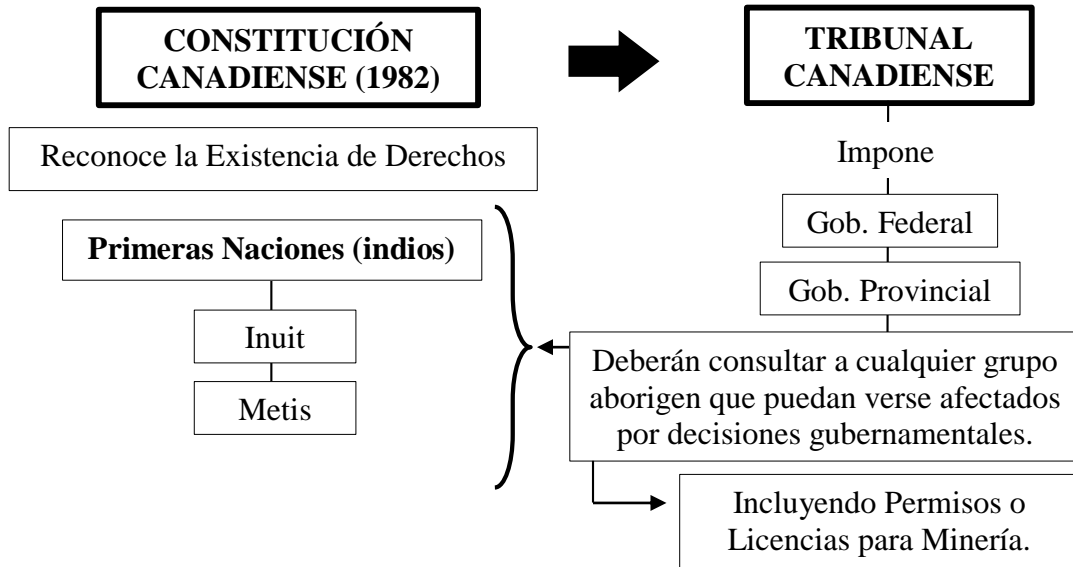 CONSTITUCIÓN
CANADIENSE (1982)
Reconoce la Existencia de Derechos
Primeras Naciones (indios)
Inuit
Metis
TRIBUNAL
CANADIENSE
Impone
Gob. Federal
Gob. Provincial
Deberán consultar a cualquier grupo
aborigen que puedan verse afectados
por decisiones gubernamentales.
Incluyendo Permisos o
Licencias para Minería.